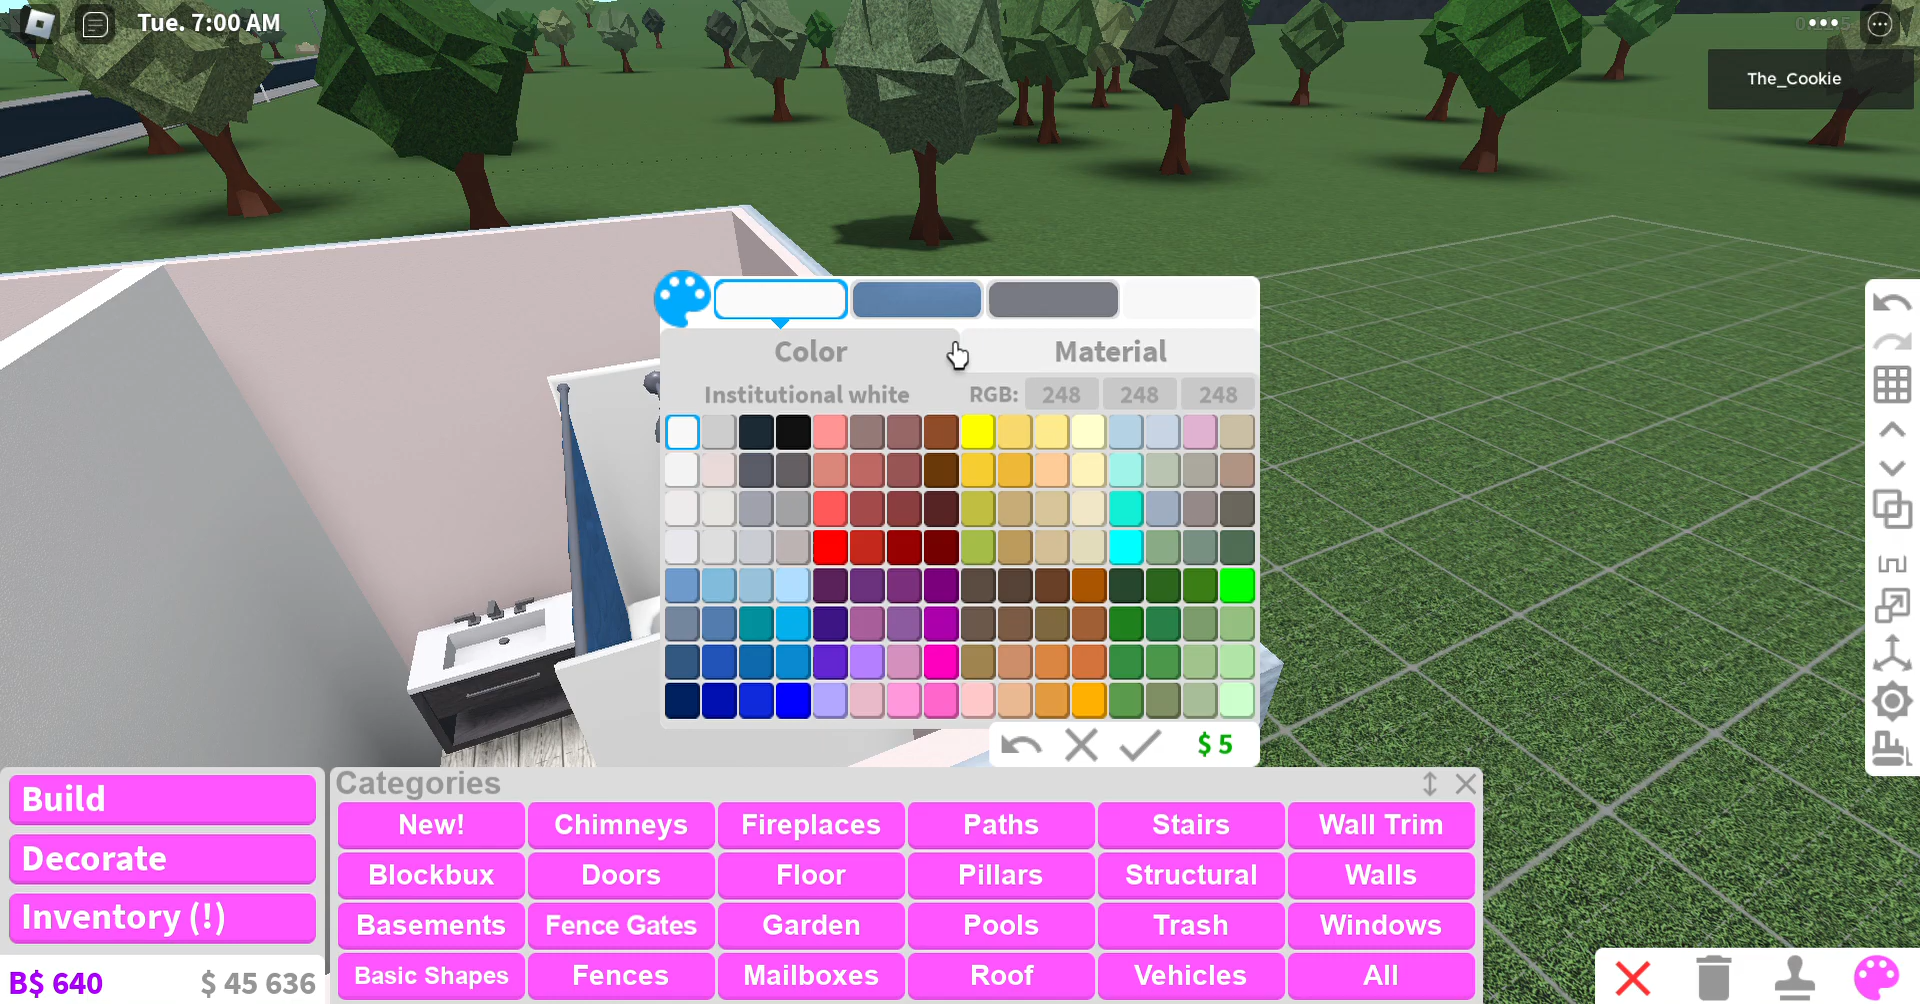 Tue. 7:00 AM
The_Cookie
Color
Material
Institutional white
RGB: 248 248 248
$ 5
Build
Decorate
Inventory (!)
B$ 640
$ 45 636
Categories
New!
Chimneys
Fireplaces
Paths
Stairs
Wall Trim
Blockbux
Doors
Floor
Pillars
Structural
Walls
Basements
Fence Gates
Garden
Pools
Trash
Windows
Basic Shapes
Fences
Mailboxes
Roof
Vehicles
All